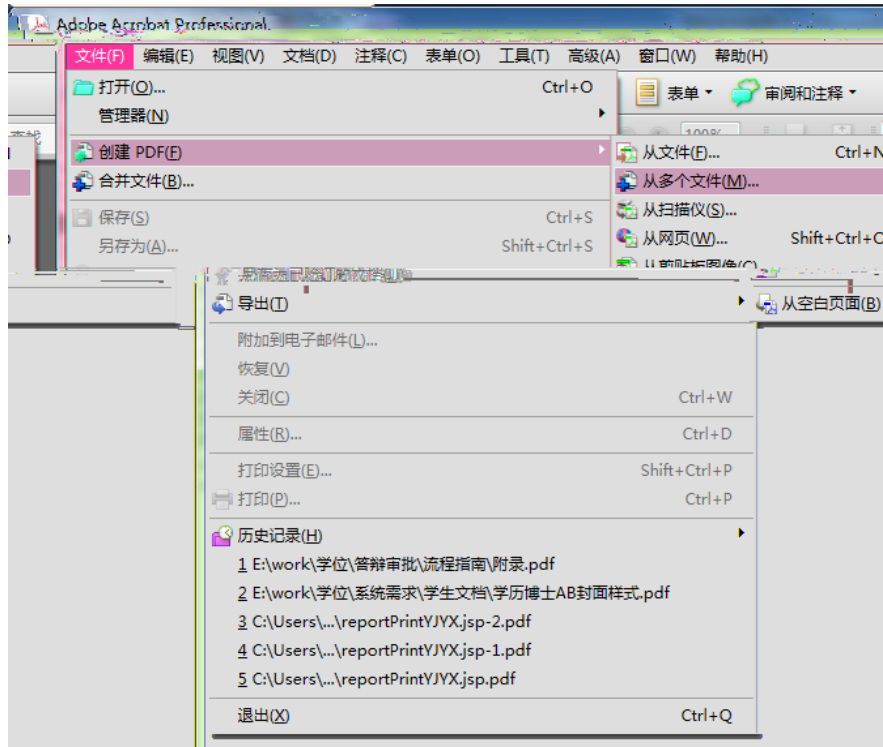 Adobe Acrobat Professional
文件(F) 编辑(E) 视图(V) 文档(D) 注释(C) 表单(O) 工具(T) 高级(A) 窗口(W) 帮助(H)
打开(O)... Ctrl+O
表单 审阅和注释
管理器(N)
100%
查找
创建 PDF(F)
从文件(F)... Ctrl+N
合并文件(B)...
从多个文件(M)...
保存(S) Ctrl+S
从扫描仪(S)...
另存为(A)... Shift+Ctrl+S
从网页(W)... Shift+Ctrl+O
从剪贴板图像(C)
导出(T)
从空白页面(B)
附加到电子邮件(L)...
恢复(V)
关闭(C) Ctrl+W
属性(R)... Ctrl+D
打印设置(E)... Shift+Ctrl+P
打印(P)... Ctrl+P
历史记录(H)
1 E:\work\学位\答辩审批\流程指南\附录.pdf
2 E:\work\学位\系统需求\学生文档\学历博士AB封面样式.pdf
3 C:\Users\...\reportPrintYJYX.jsp-2.pdf
4 C:\Users\...\reportPrintYJYX.jsp-1.pdf
5 C:\Users\...\reportPrintYJYX.jsp.pdf
退出(X) Ctrl+Q